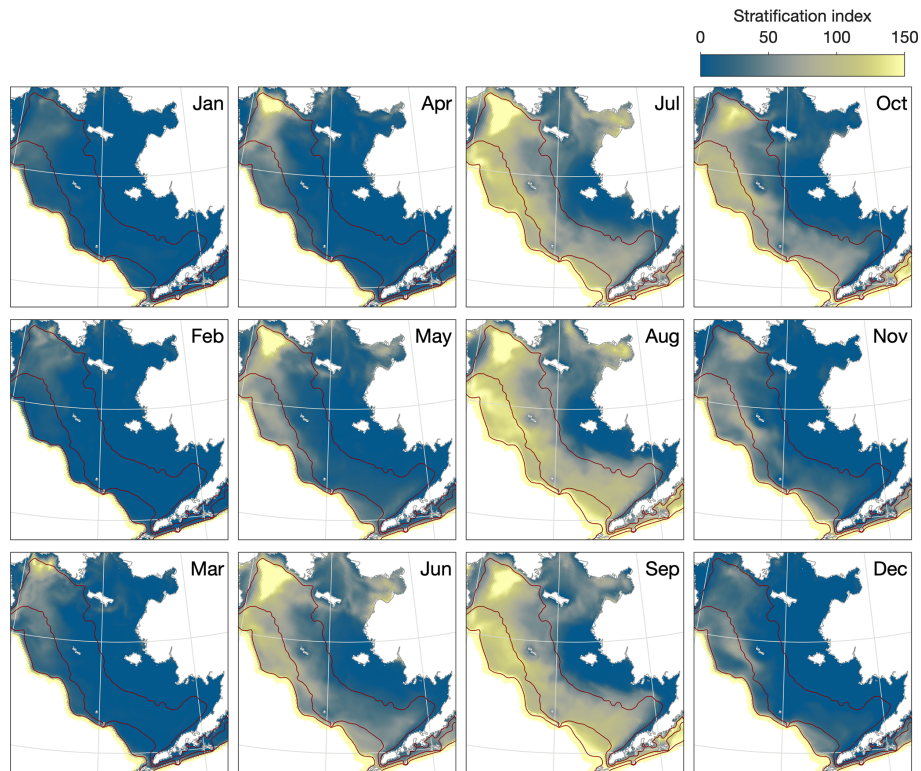 Stratification index
0 50 100 150
Jan Apr Jul Oct
Feb May Aug Nov
Mar Jun Sep Dec